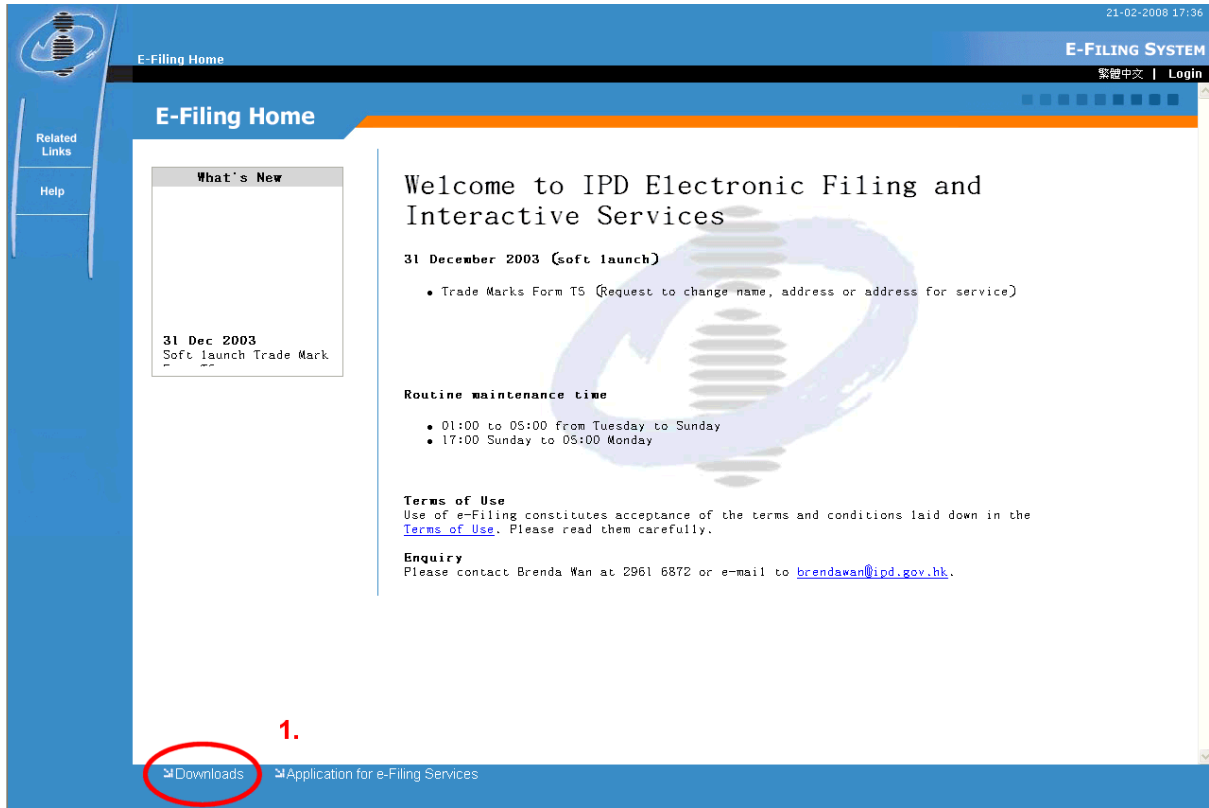 21-02-2008 17:36
E-Filing Home
E-FILING SYSTEM
繁體中文 | Login
E-Filing Home
Related
Links
Help
What's New
31 Dec 2003
Soft launch Trade Mark
Welcome to IPD Electronic Filing and
Interactive Services
31 December 2003 (soft launch)
• Trade Marks Form T5 (Request to change name, address or address for service)
Routine maintenance time
• 01:00 to 05:00 from Tuesday to Sunday
• 17:00 Sunday to 05:00 Monday
Terms of Use
Use of e-Filing constitutes acceptance of the terms and conditions laid down in the
Terms of Use. Please read them carefully.
Enquiry
Please contact Brenda Wan at 2961 6872 or e-mail to brendawan@ipd.gov.hk.
1.
Downloads
Application for e-Filing Services